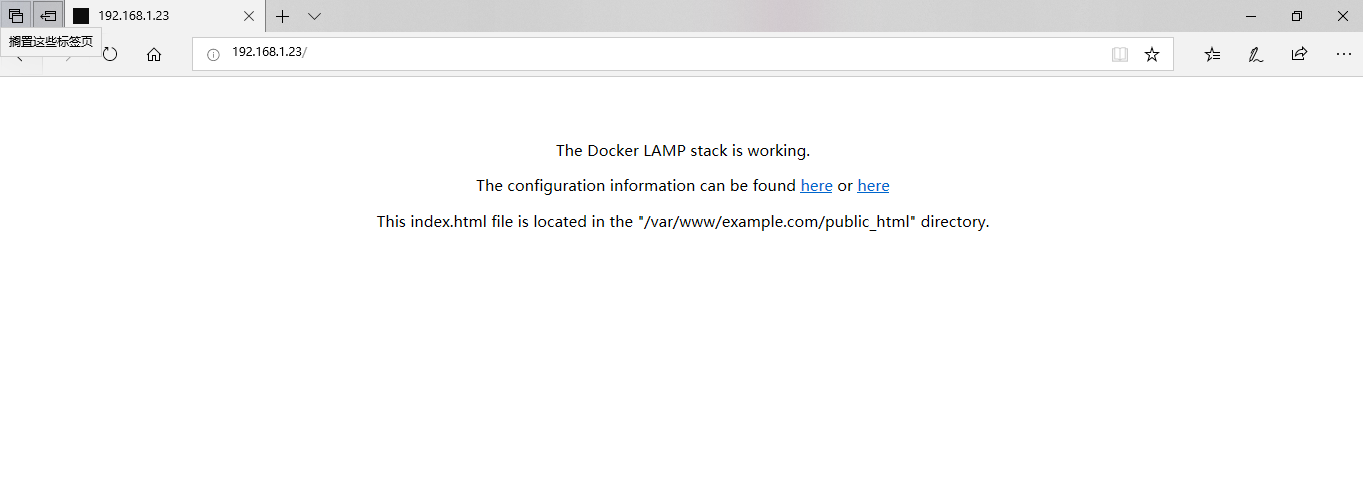 192.168.1.23
搁置这些标签页
192.168.1.23/
The Docker LAMP stack is working.
The configuration information can be found here or here
This index.html file is located in the "/var/www/example.com/public_html" directory.